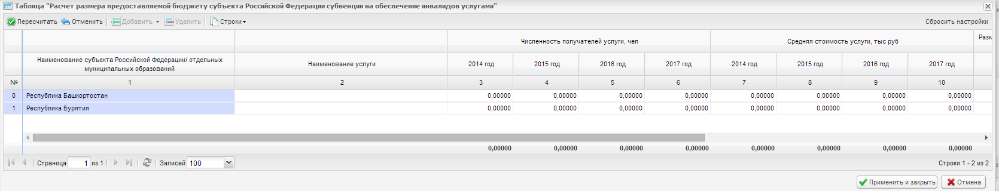 Таблица "Расчет размера предоставляемой бюджету субъекта Российской Федерации субвенции на обеспечение инвалидов услугами"
Пересчитать Отменить Добавить Удалить Строки Сбросить настройки
Численность получателей услуги, чел Средняя стоимость услуги, тыс руб
Наименование субъекта Российской Федерации/ отдельных муниципальных образований Наименование услуги 2014 год 2015 год 2016 год 2017 год 2014 год 2015 год 2016 год 2017 год
№ 1 2 3 4 5 6 7 8 9 10
0 Республика Башкортостан 0,00000 0,00000 0,00000 0,00000 0,00000 0,00000 0,00000 0,00000
1 Республика Бурятия 0,00000 0,00000 0,00000 0,00000 0,00000 0,00000 0,00000 0,00000
0,00000 0,00000 0,00000 0,00000 0,00000 0,00000 0,00000 0,00000
Страница 1 из 1 Записей 100 Строки 1 - 2 из 2
Применить и закрыть Отмена